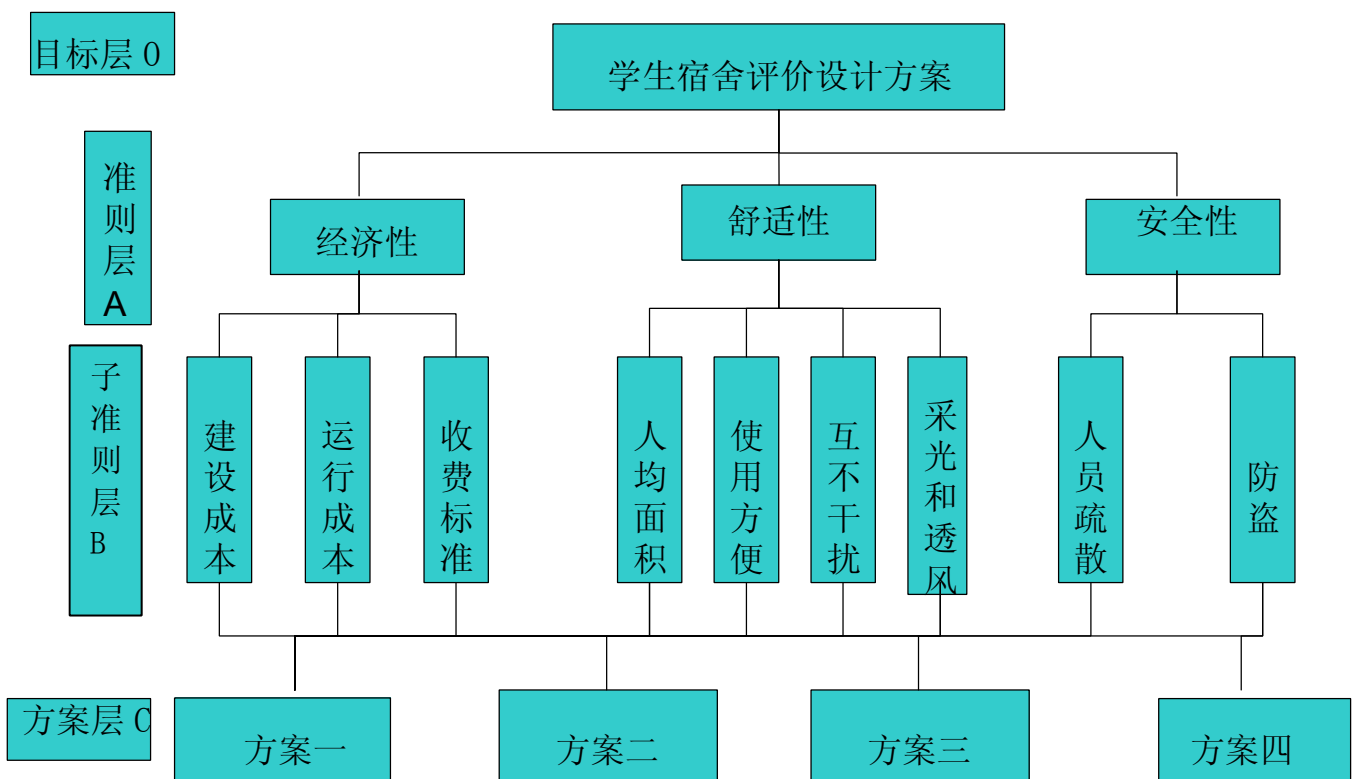 目标层 0
学生宿舍评价设计方案
准则层A
经济性
舒适性
安全性
子准则层B
建设成本
运行成本
收费标准
人均面积
使用方便
互不干扰
采光和透风
人员疏散
防盗
方案层 C
方案一
方案二
方案三
方案四